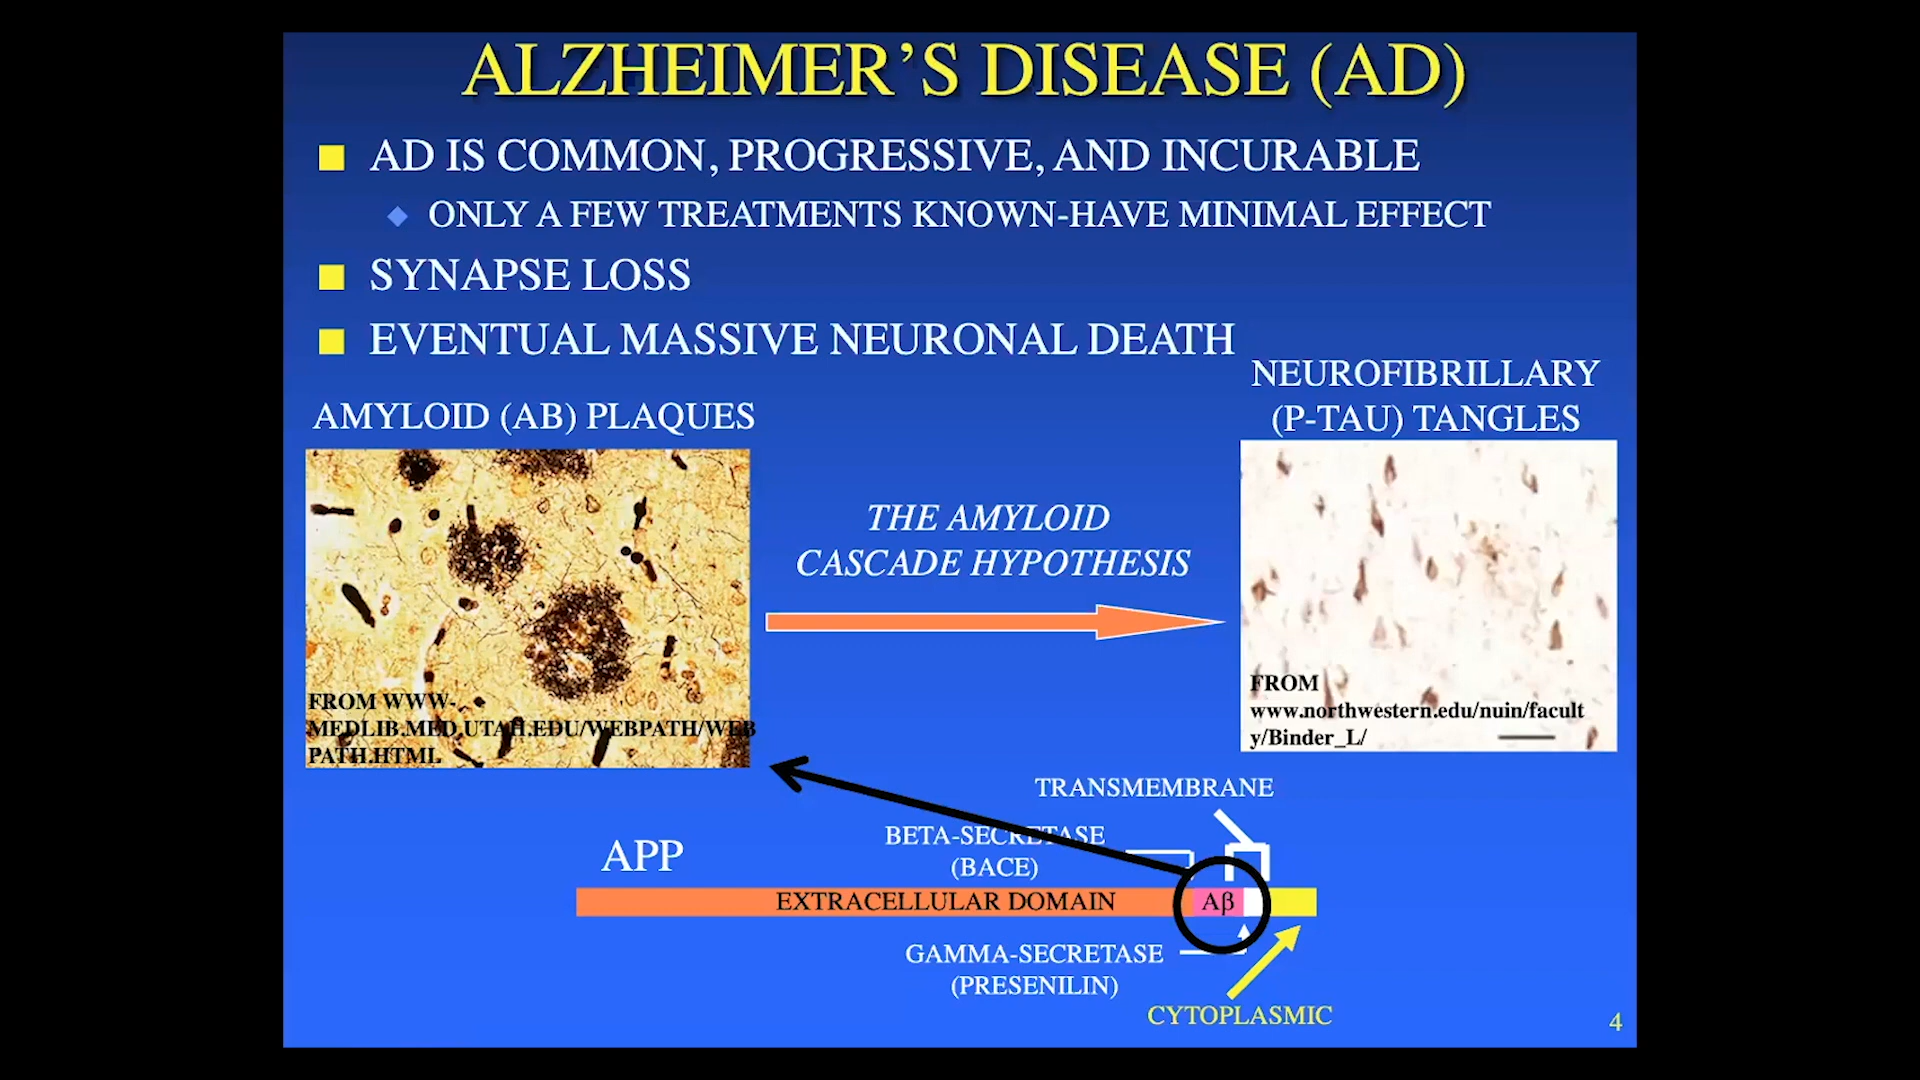 ALZHEIMER’S DISEASE (AD)
AD IS COMMON, PROGRESSIVE, AND INCURABLE
ONLY A FEW TREATMENTS KNOWN-HAVE MINIMAL EFFECT
SYNAPSE LOSS
EVENTUAL MASSIVE NEURONAL DEATH
AMYLOID (AB) PLAQUES
NEUROFIBRILLARY
(P-TAU) TANGLES
THE AMYLOID
CASCADE HYPOTHESIS
FROM WWW-
MEDLIB.MED.UTAH.EDU/WEBPATH/WEB
PATH.HTML
FROM
www.northwestern.edu/nuin/facult
y/Binder_L/
TRANSMEMBRANE
BETA-SECRETASE
(BACE)
APP
EXTRACELLULAR DOMAIN
Aβ
GAMMA-SECRETASE
(PRESENILIN)
CYTOPLASMIC
4